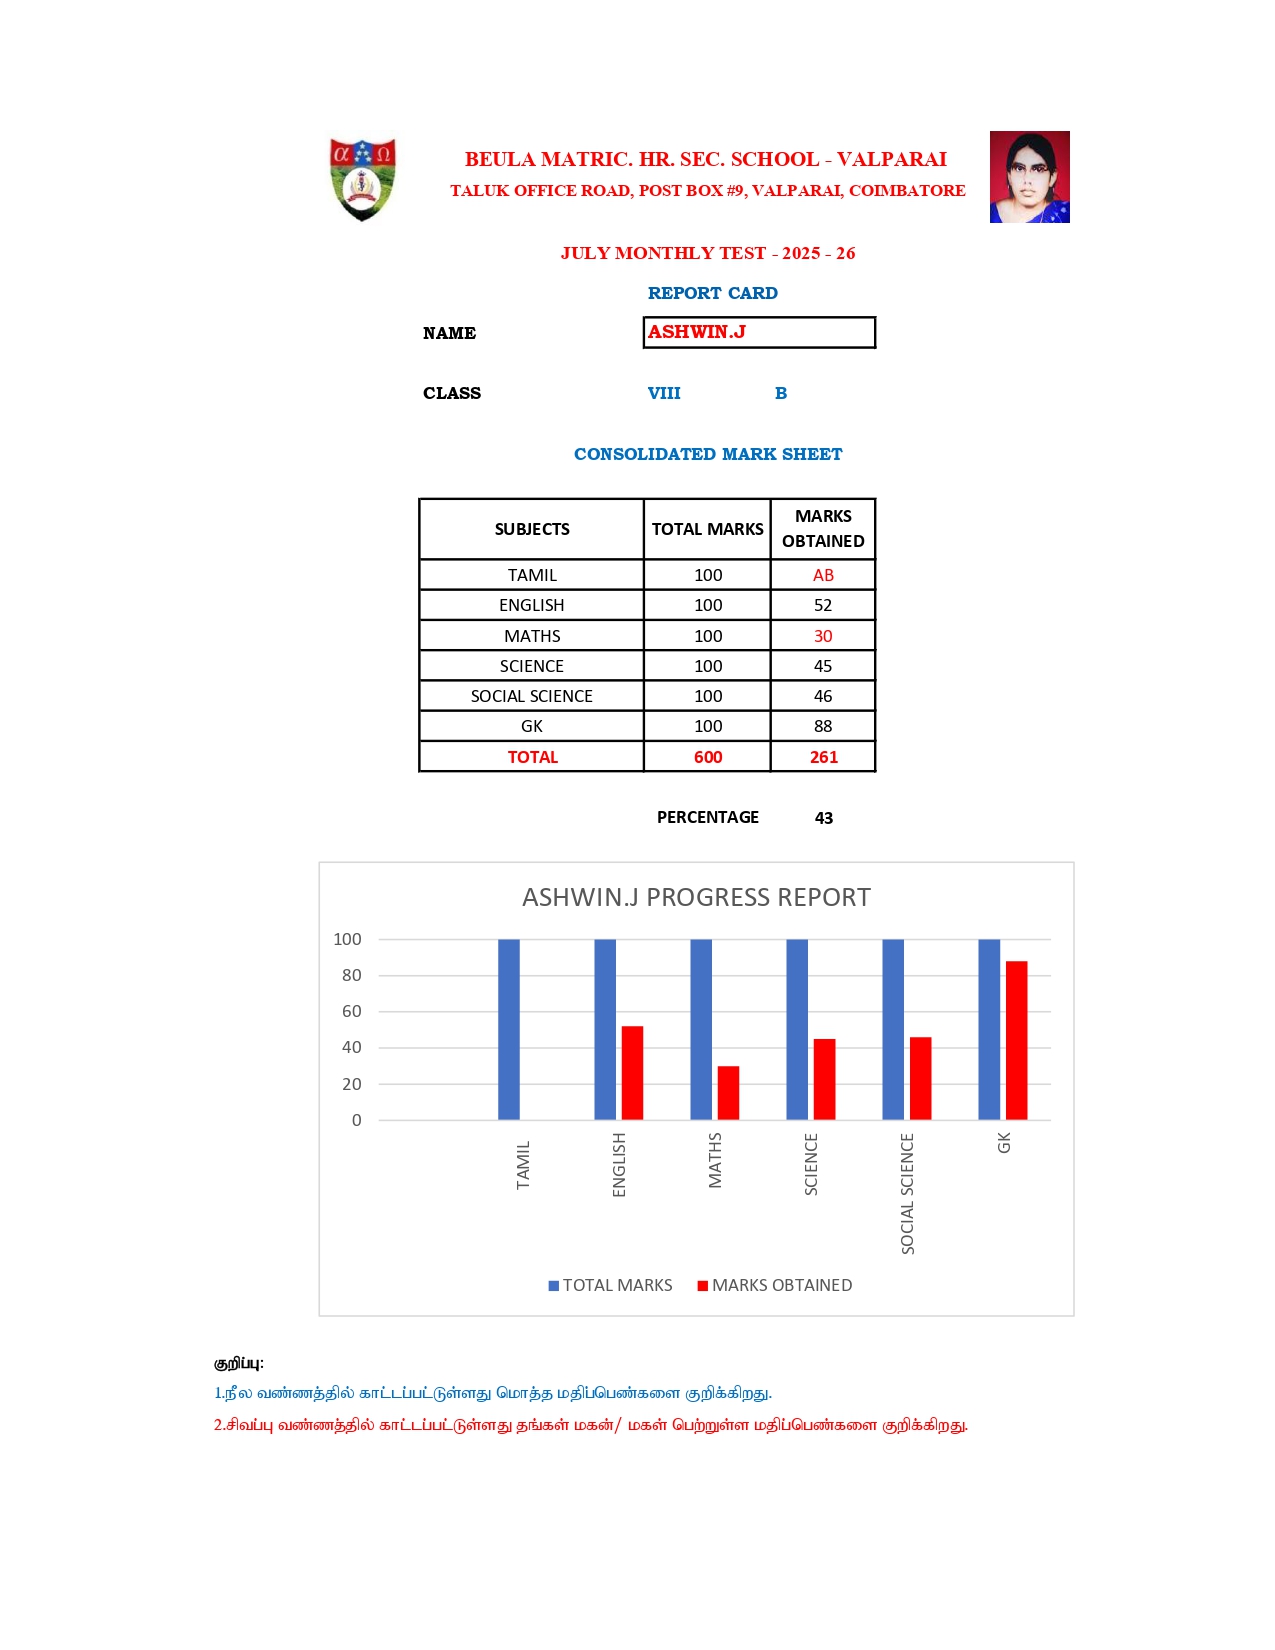 α Ω
BEULA MATRIC. HR. SEC. SCHOOL - VALPARAI
TALUK OFFICE ROAD, POST BOX #9, VALPARAI, COIMBATORE
JULY MONTHLY TEST - 2025 - 26
REPORT CARD
NAME ASHWIN.J
CLASS VIII B
CONSOLIDATED MARK SHEET
SUBJECTS TOTAL MARKS MARKS OBTAINED
TAMIL 100 AB
ENGLISH 100 52
MATHS 100 30
SCIENCE 100 45
SOCIAL SCIENCE 100 46
GK 100 88
TOTAL 600 261
PERCENTAGE 43
ASHWIN.J PROGRESS REPORT
100
80
60
40
20
0
TAMIL ENGLISH MATHS SCIENCE SOCIAL SCIENCE GK
TOTAL MARKS MARKS OBTAINED
குறிப்பு:
1.நீல வண்ணத்தில் காட்டப்பட்டுள்ளது மொத்த மதிப்பெண்களை குறிக்கிறது.
2.சிவப்பு வண்ணத்தில் காட்டப்பட்டுள்ளது தங்கள் மகன்/ மகள் பெற்றுள்ள மதிப்பெண்களை குறிக்கிறது.